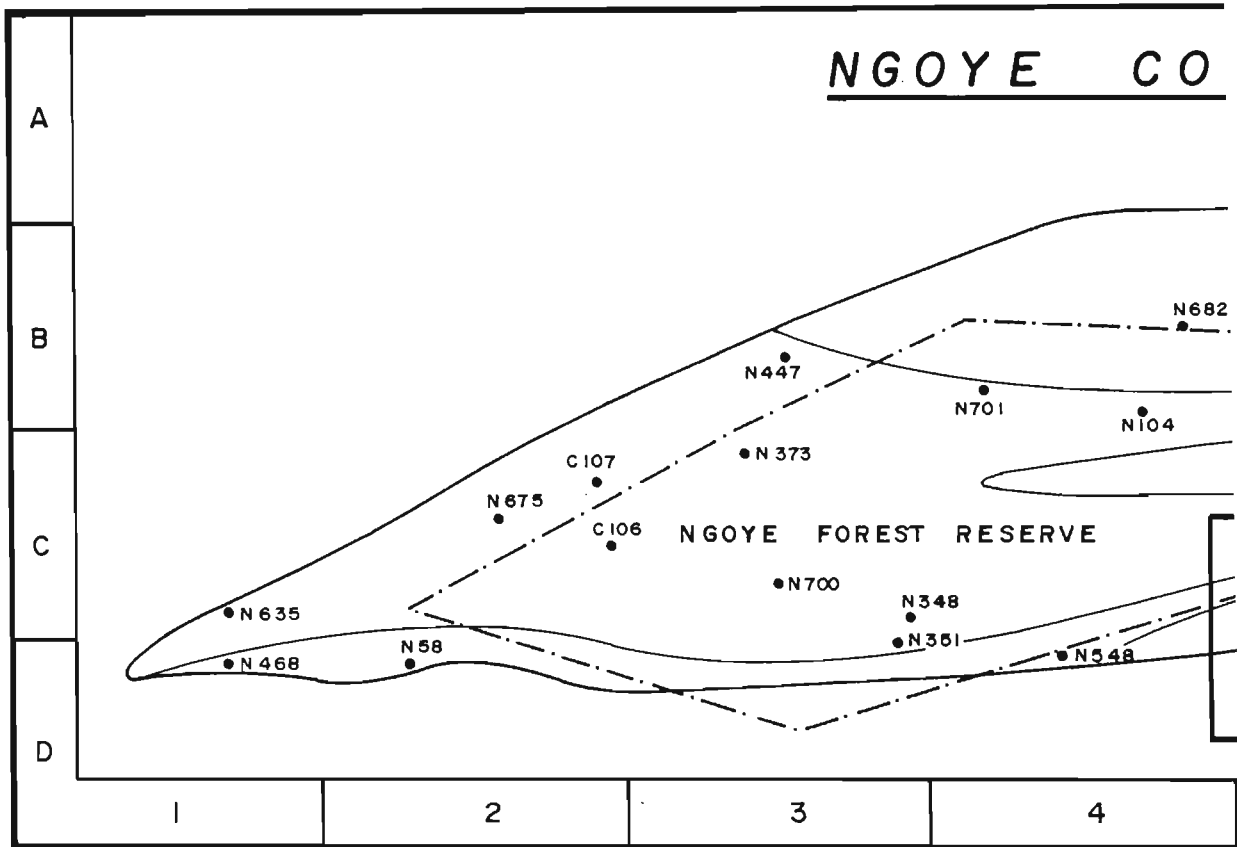 NGOYE CO
A
B
N682
N447
N701
N104
N373
C107
N675
C
C106
NGOYE FOREST RESERVE
N700
N635
N348
N351
N58
N468
N548
D
1 2 3 4